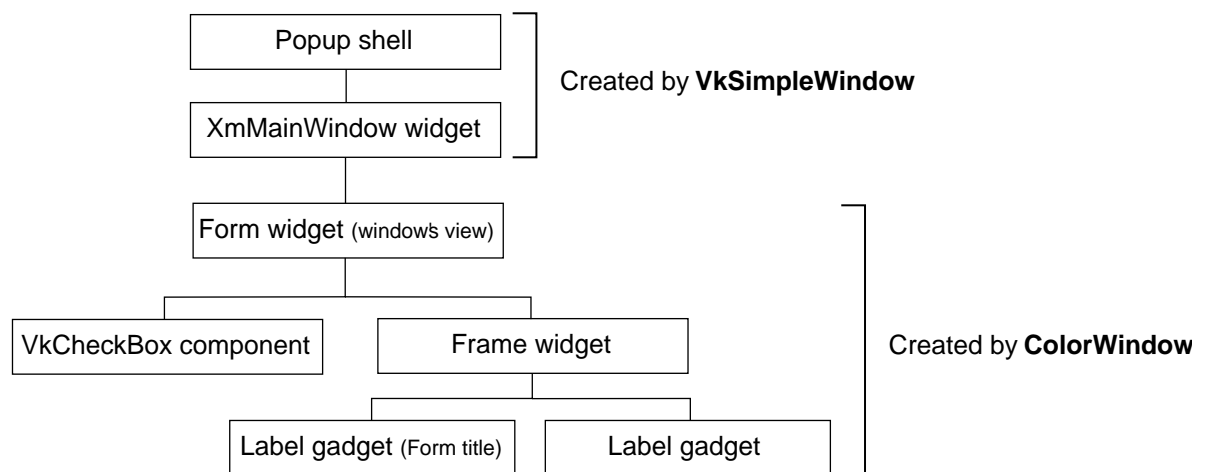 Popup shell
Created by VkSimpleWindow
XmMainWindow widget
Form widget (window's view)
VkCheckBox component
Frame widget
Created by ColorWindow
Label gadget (Form title)
Label gadget